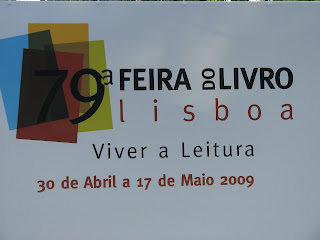 79ª FEIRA DO LIVRO
lisboa
Viver a Leitura
30 de Abril a 17 de Maio 2009